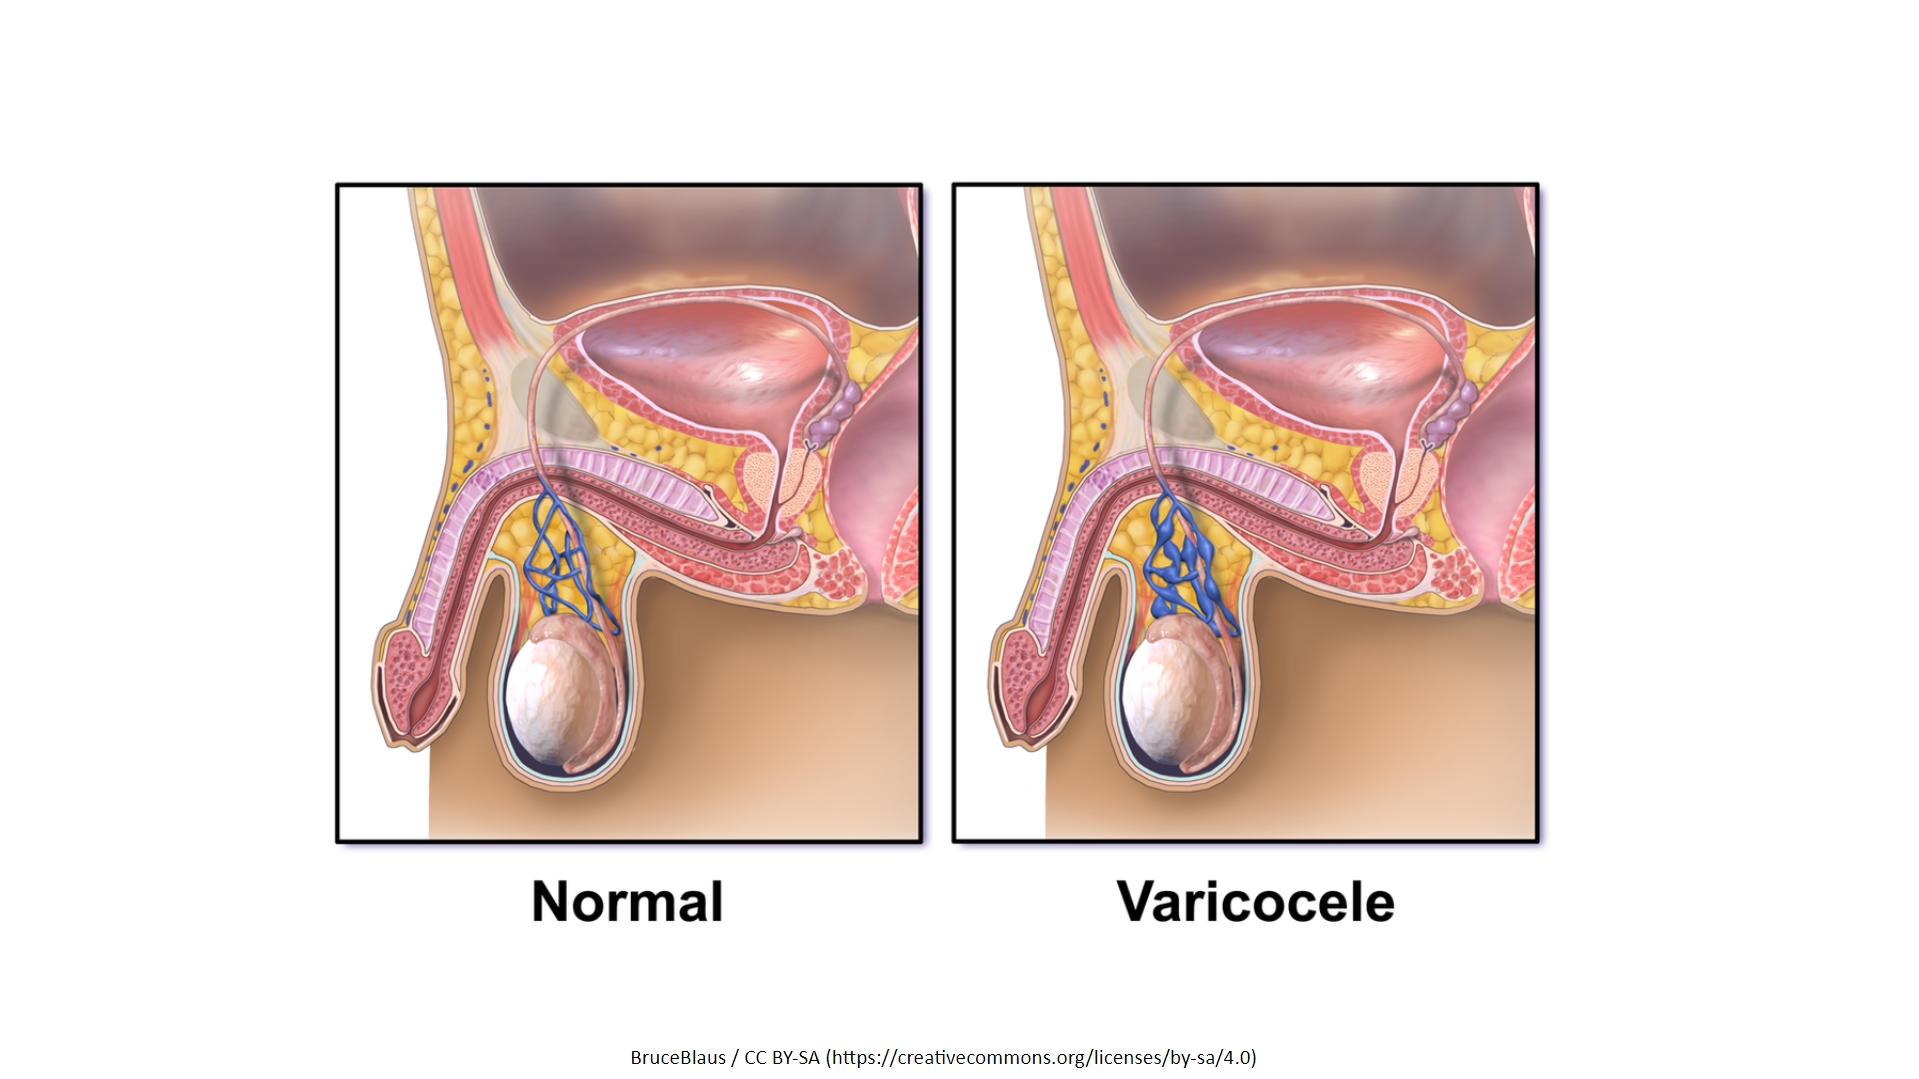 Normal
Varicocele
BruceBlaus / CC BY-SA (https://creativecommons.org/licenses/by-sa/4.0)